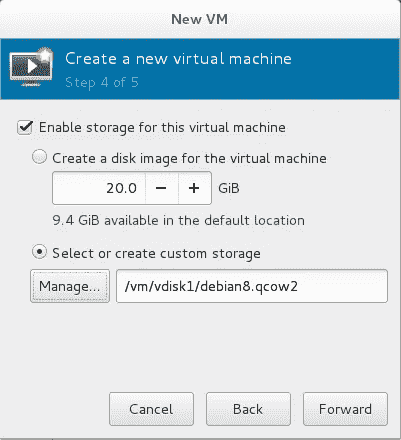 New VM
Create a new virtual machine
Step 4 of 5
Enable storage for this virtual machine
Create a disk image for the virtual machine
20.0 − + GiB
9.4 GiB available in the default location
Select or create custom storage
Manage... /vm/vdisk1/debian8.qcow2
Cancel Back Forward